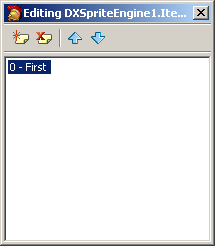 Editing DXSpriteEngine1.Ite...
0 - First